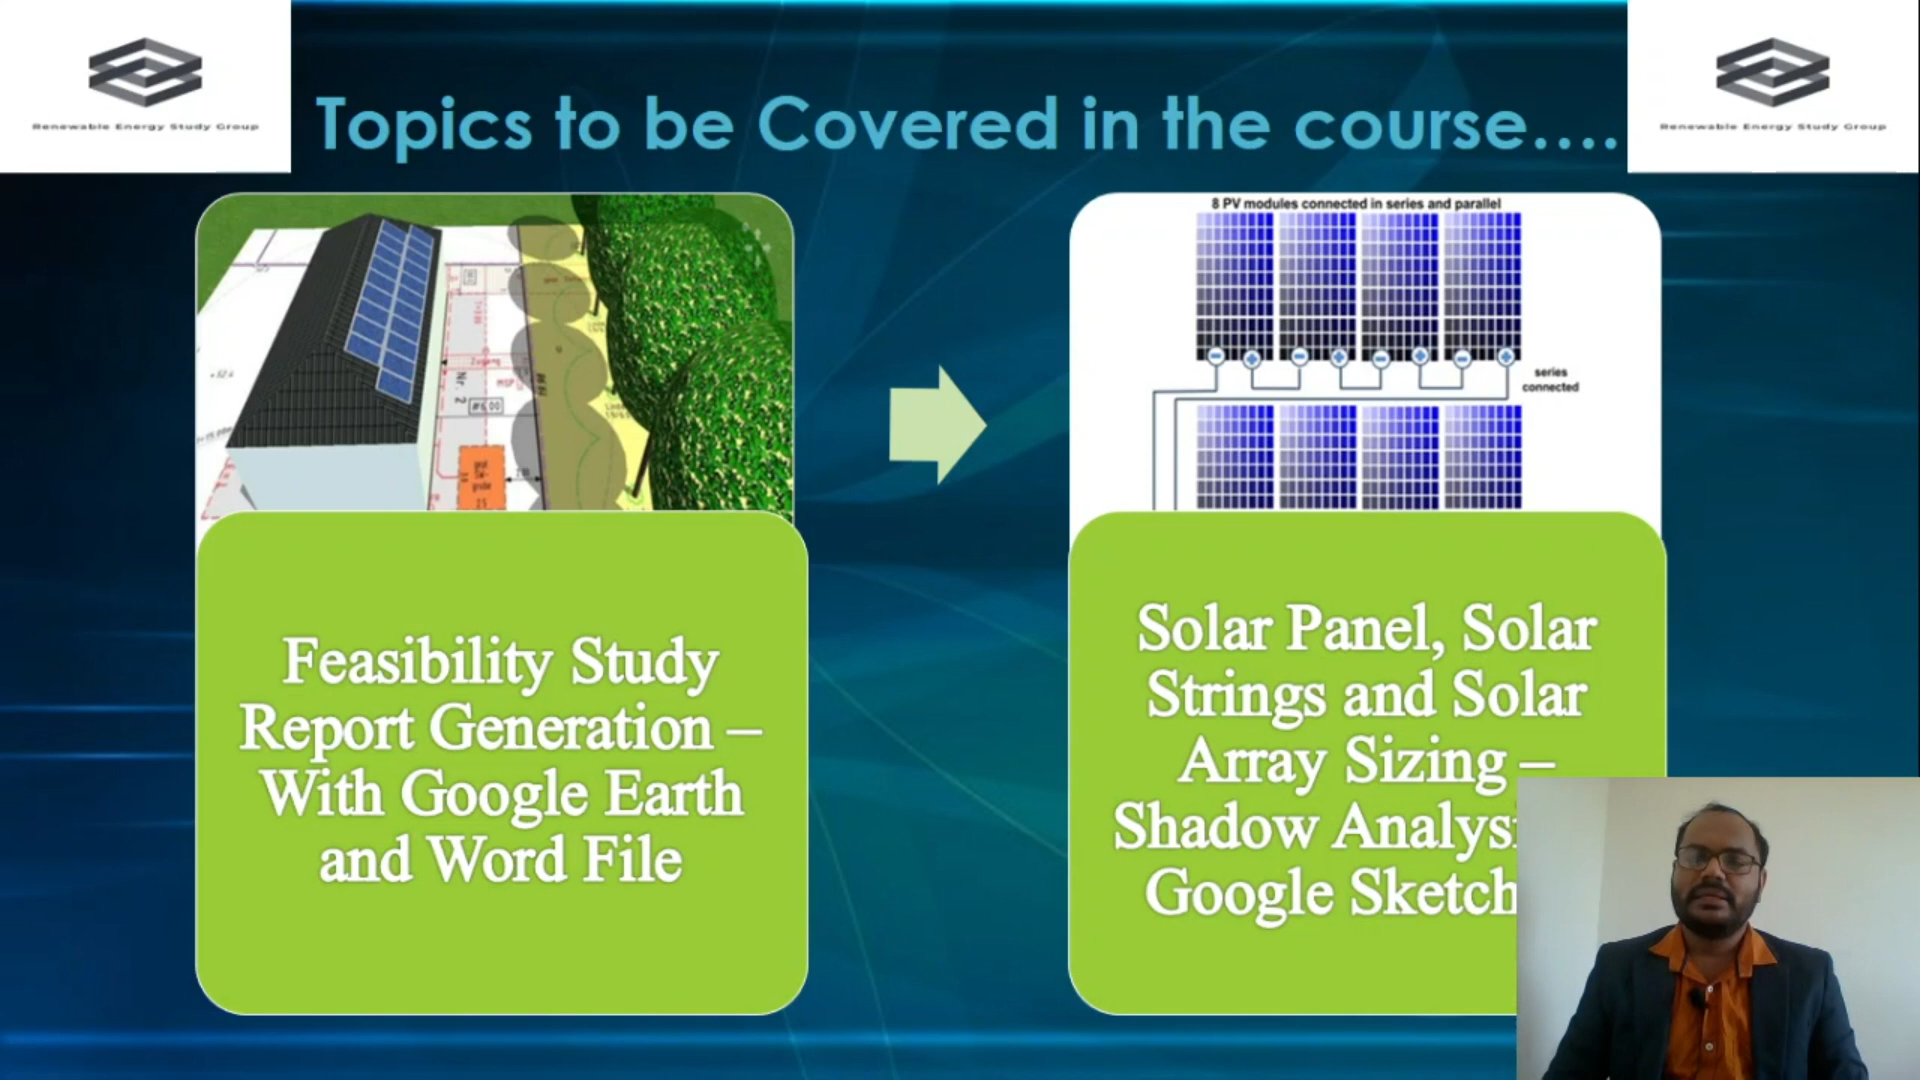 Renewable Energy Study Group
Topics to be Covered in the course....
Renewable Energy Study Group
Nr. 2
8 PV modules connected in series and parallel
series
connected
Feasibility Study
Report Generation –
With Google Earth
and Word File
Solar Panel, Solar
Strings and Solar
Array Sizing –
Shadow
Google